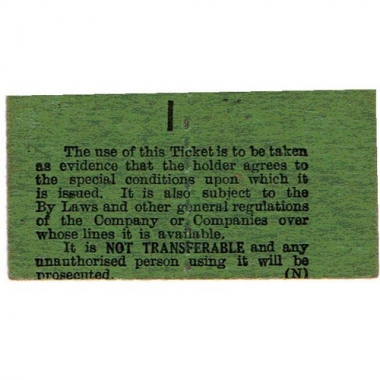 1.
The use of this Ticket is to be taken
as evidence that the holder agrees to
the special conditions upon which it
is issued. It is also subject to the
By Laws and other general regulations
of the Company or Companies over
whose lines it is available.
It is NOT TRANSFERABLE and any
unauthorised person using it will be
prosecuted. (N)